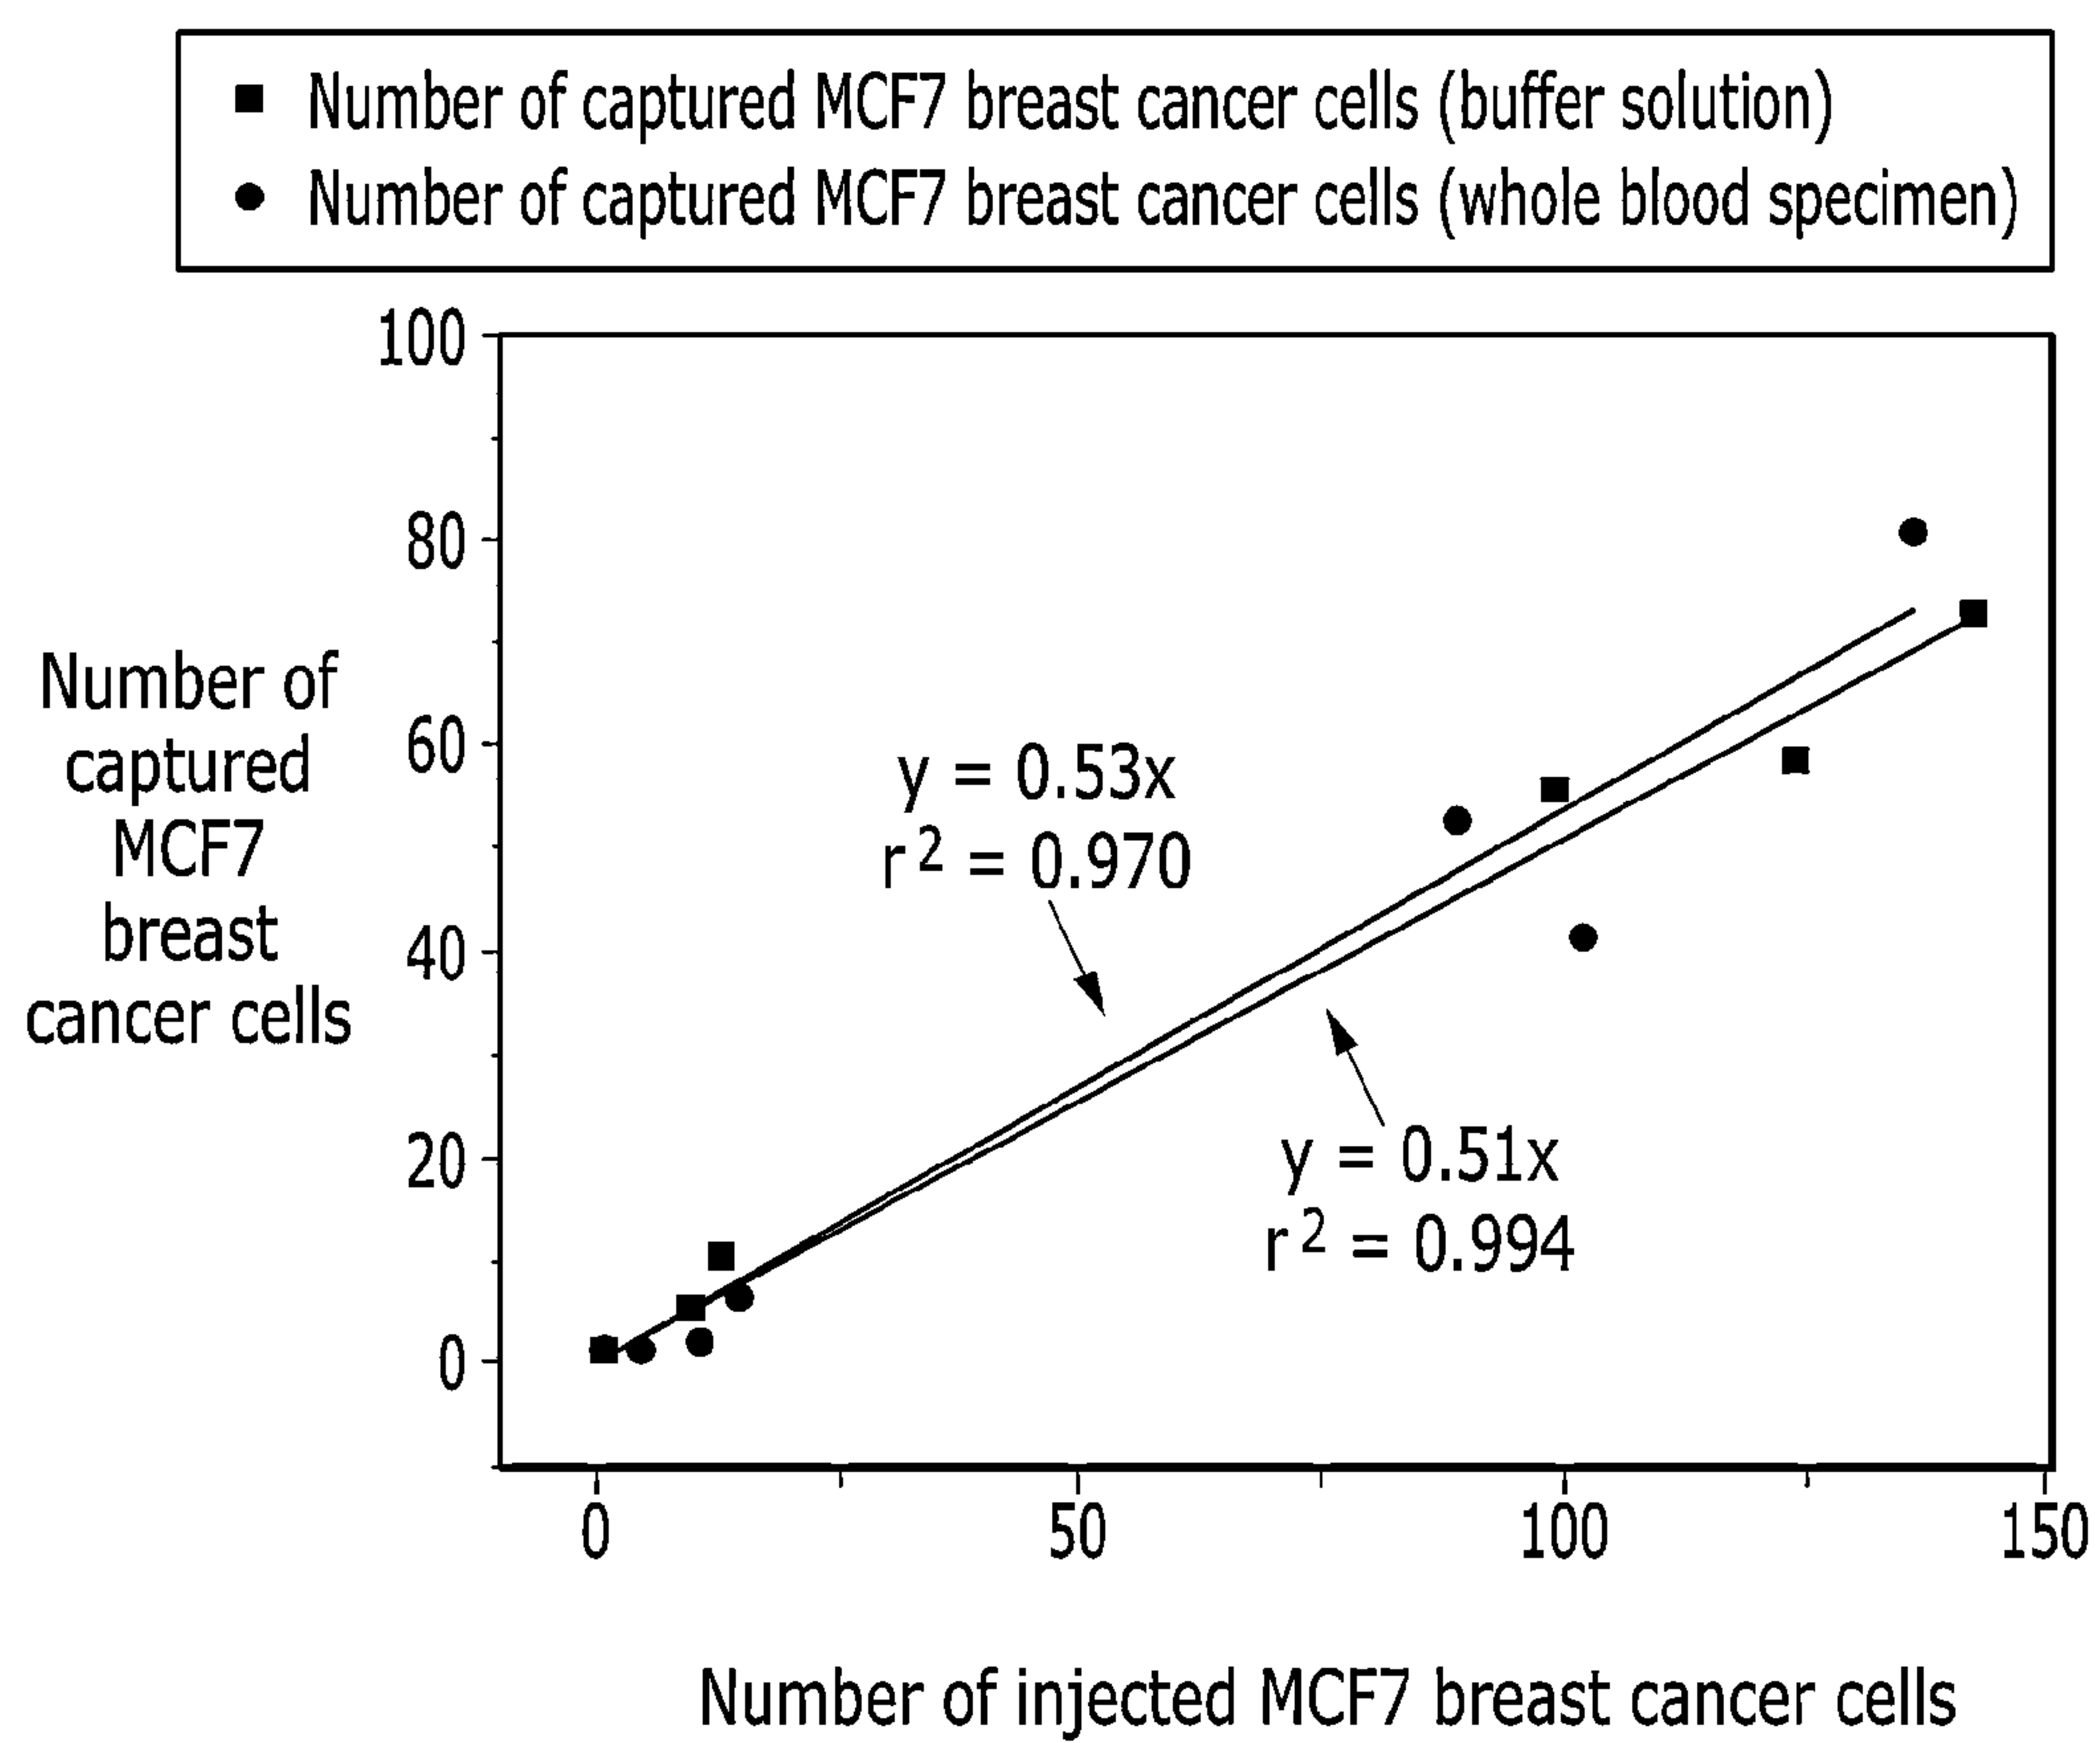 Number of captured MCF7 breast cancer cells (buffer solution)
Number of captured MCF7 breast cancer cells (whole blood specimen)
100
80
60
40
20
0
Number of
captured
MCF7
breast
cancer cells
y = 0.53x
r² = 0.970
y = 0.51x
r² = 0.994
0 50 100 150
Number of injected MCF7 breast cancer cells